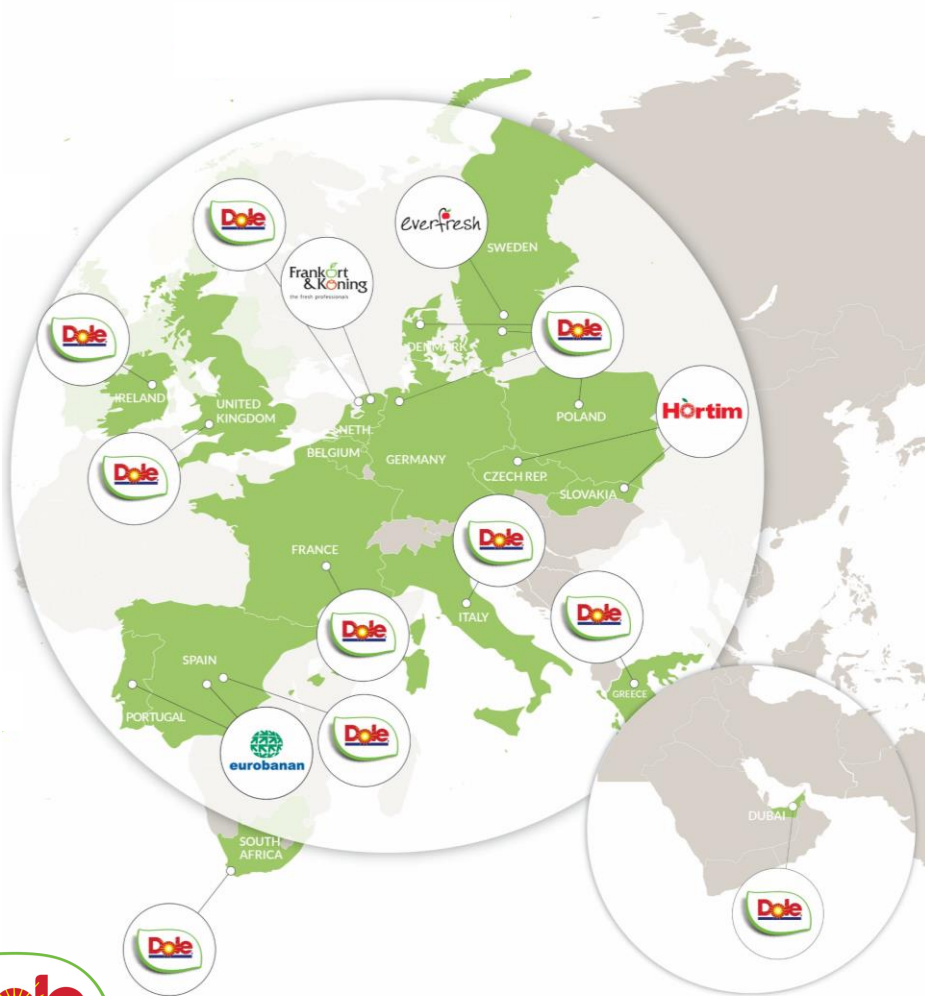 Dole
everfresh
SWEDEN
Frankort
& Koning
the fresh professionals
Dole
Dole
DENMARK
IRELAND
UNITED
KINGDOM
NETH.
BELGIUM
GERMANY
POLAND
Hortim
CZECH REP.
SLOVAKIA
Dole
Dole
FRANCE
ITALY
Dole
Dole
SPAIN
GREECE
PORTUGAL
eurobanan
Dole
DUBAI
SOUTH
AFRICA
Dole
Dole